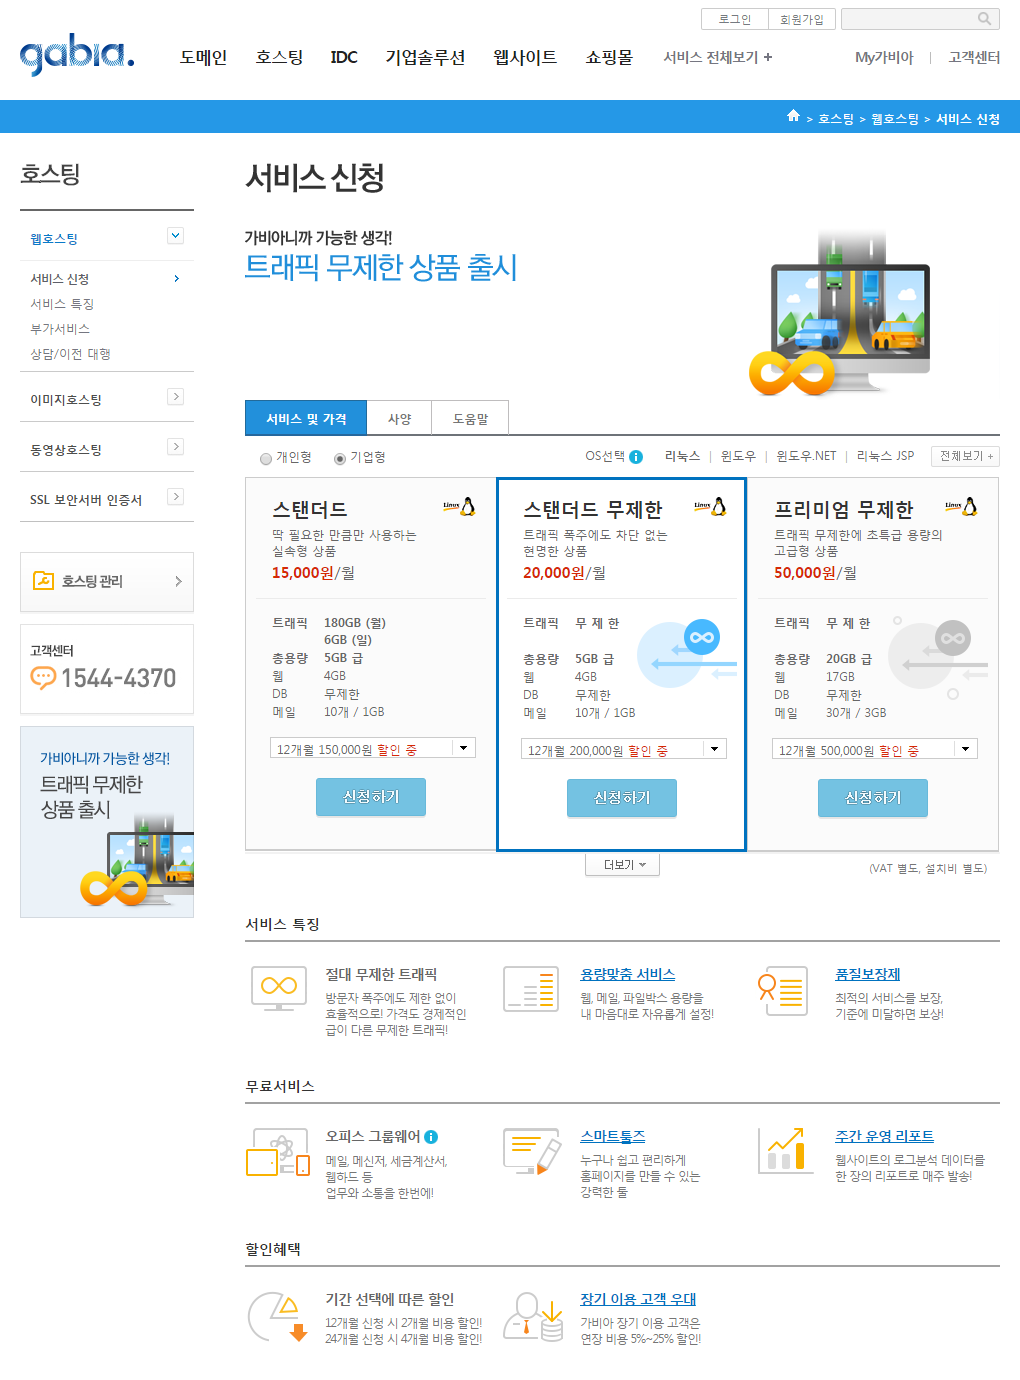 로그인
회원가입
gabia.
도메인
호스팅
IDC
기업솔루션
웹사이트
쇼핑몰
서비스 전체보기 +
My가비아
고객센터
> 호스팅 > 웹호스팅 > 서비스 신청
호스팅
웹호스팅
서비스 신청
서비스 특징
부가서비스
상담/이전 대행
이미지호스팅
동영상호스팅
SSL 보안서버 인증서
호스팅 관리
고객센터
1544-4370
가비아니까 가능한 생각!
트래픽 무제한
상품 출시
서비스 신청
가비아니까 가능한 생각!
트래픽 무제한 상품 출시
서비스 및 가격
사양
도움말
개인형
기업형
OS선택 i
리눅스 | 윈도우 | 윈도우.NET | 리눅스 JSP
전체보기 +
스탠더드
Linux
딱 필요한 만큼만 사용하는
실속형 상품
15,000원/월
트래픽 180GB (월)
6GB (일)
총용량 5GB 급
웹 4GB
DB 무제한
메일 10개 / 1GB
12개월 150,000원 할인 중
신청하기
스탠더드 무제한
Linux
트래픽 폭주에도 차단 없는
현명한 상품
20,000원/월
트래픽 무 제 한
총용량 5GB 급
웹 4GB
DB 무제한
메일 10개 / 1GB
12개월 200,000원 할인 중
신청하기
프리미엄 무제한
Linux
트래픽 무제한에 초특급 용량의
고급형 상품
50,000원/월
트래픽 무 제 한
총용량 20GB 급
웹 17GB
DB 무제한
메일 30개 / 3GB
12개월 500,000원 할인 중
신청하기
더보기
(VAT 별도, 설치비 별도)
서비스 특징
절대 무제한 트래픽
방문자 폭주에도 제한 없이
효율적으로! 가격도 경제적인
급이 다른 무제한 트래픽!
용량맞춤 서비스
웹, 메일, 파일박스 용량을
내 마음대로 자유롭게 설정!
품질보장제
최적의 서비스를 보장,
기준에 미달하면 보상!
무료서비스
오피스 그룹웨어 i
메일, 메신저, 세금계산서,
웹하드 등
업무와 소통을 한번에!
스마트툴즈
누구나 쉽고 편리하게
홈페이지를 만들 수 있는
강력한 툴
주간 운영 리포트
웹사이트의 로그분석 데이터를
한 장의 리포트로 매주 발송!
할인혜택
기간 선택에 따른 할인
12개월 신청 시 2개월 비용 할인!
24개월 신청 시 4개월 비용 할인!
장기 이용 고객 우대
가비아 장기 이용 고객은
연장 비용 5%~25% 할인!